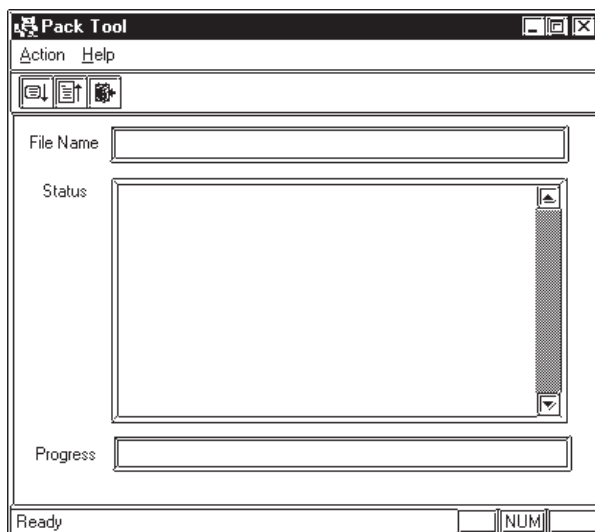 Pack Tool
Action Help
File Name
Status
Progress
Ready NUM